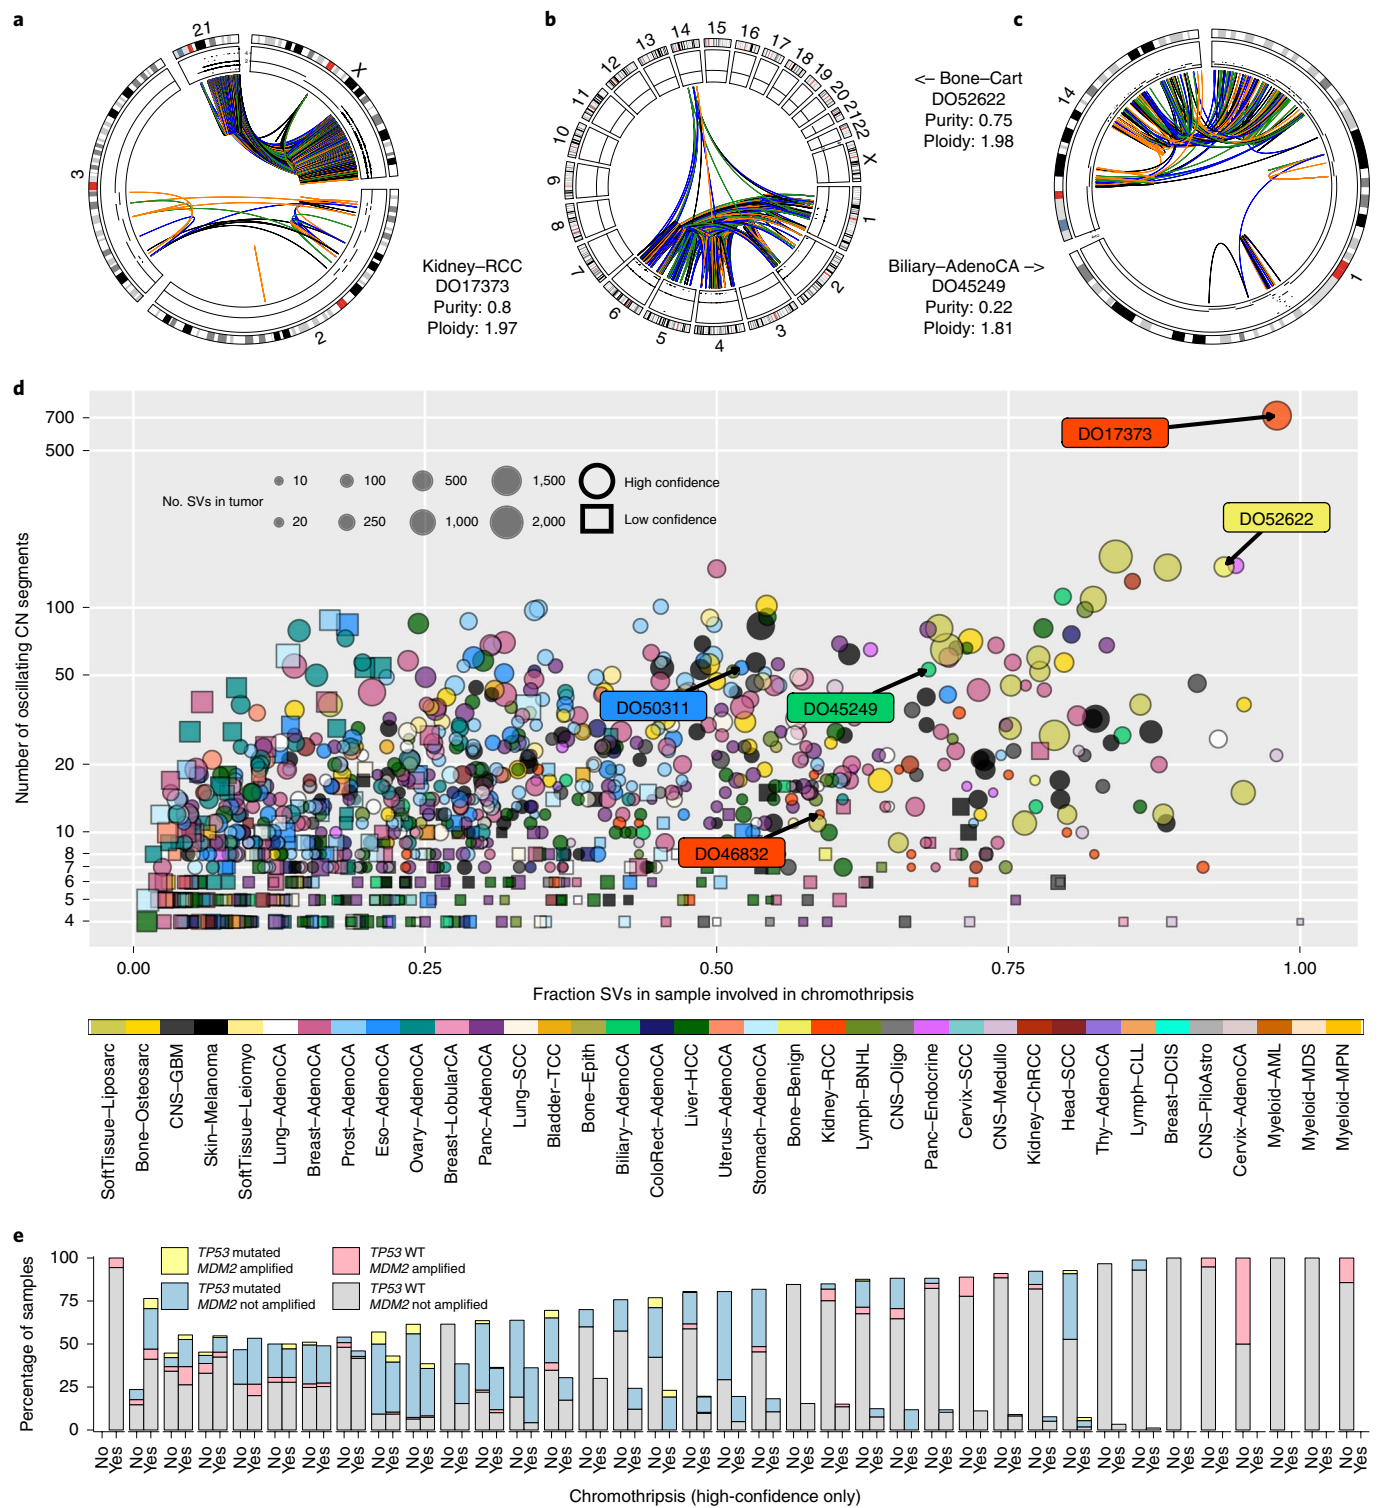 a
b
c
21
X
3
2
4
2
1
2
3
4
5
6
7
8
9
10
11
12
13
14
15
16
17
18
19
20
21
22
X
14
1
<– Bone–Cart
DO52622
Purity: 0.75
Ploidy: 1.98
Kidney–RCC
DO17373
Purity: 0.8
Ploidy: 1.97
Biliary–AdenoCA –>
DO45249
Purity: 0.22
Ploidy: 1.81
d
Number of oscillating CN segments
700
500
100
50
20
10
8
7
6
5
4
No. SVs in tumor
10
100
500
1,500
20
250
1,000
2,000
High confidence
Low confidence
DO17373
DO52622
DO50311
DO45249
DO46832
0.00
0.25
0.50
0.75
1.00
Fraction SVs in sample involved in chromothripsis
SoftTissue–Liposarc
Bone–Osteosarc
CNS–GBM
Skin–Melanoma
SoftTissue–Leiomyo
Lung–AdenoCA
Breast–AdenoCA
Prost–AdenoCA
Eso–AdenoCA
Ovary–AdenoCA
Breast–LobularCA
Panc–AdenoCA
Lung–SCC
Bladder–TCC
Bone–Epith
Biliary–AdenoCA
ColoRect–AdenoCA
Liver–HCC
Uterus–AdenoCA
Stomach–AdenoCA
Bone–Benign
Kidney–RCC
Lymph–BNHL
CNS–Oligo
Panc–Endocrine
Cervix–SCC
CNS–Medullo
Kidney–ChRCC
Head–SCC
Thy–AdenoCA
Lymph–CLL
Breast–DCIS
CNS–PiloAstro
Cervix–AdenoCA
Myeloid–AML
Myeloid–MDS
Myeloid–MPN
e
Percentage of samples
100
75
50
25
0
TP53 mutated
MDM2 amplified
TP53 WT
MDM2 amplified
TP53 mutated
MDM2 not amplified
TP53 WT
MDM2 not amplified
No Yes No Yes No Yes No Yes No Yes No Yes No Yes No Yes No Yes No Yes No Yes No Yes No Yes No Yes No Yes No Yes No Yes No Yes No Yes No Yes No Yes No Yes No Yes No Yes No Yes No Yes No Yes No Yes No Yes No Yes No Yes No Yes No Yes No Yes No Yes No Yes No Yes
Chromothripsis (high-confidence only)